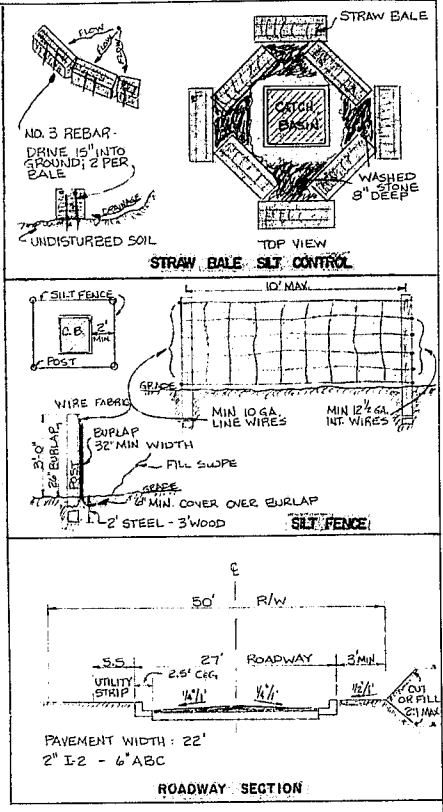 STRAW BALE
FLOW
FLOW
FLOW
CATCH
BASIN
NO. 3 REBAR-
DRIVE 15" INTO
GROUND; 2 PER
BALE
WASHED
STONE
8" DEEP
DRAINAGE
UNDISTURBED SOIL
TOP VIEW
STRAW BALE SILT CONTROL
SILT FENCE
C.B.
2'
MIN.
POST
10' MAX.
GRADE
WIRE FABRIC
MIN 10 GA.
LINE WIRES
MIN 12 1/2 GA.
INT. WIRES
BURLAP
32" MIN WIDTH
3'-0"
26" BURLAP
POST
FILL SLOPE
GRADE
6" MIN. COVER OVER BURLAP
2' STEEL - 3' WOOD
SILT FENCE
℄
50' R/W
S.S.
27' ROADWAY
3' MIN
2.5' C&G
UTILITY
STRIP
1/4"/1'
1/4"/1'
1/2"/1'
CUT
OR FILL
2:1 MAX
PAVEMENT WIDTH: 22'
2" I-2 - 6" ABC
ROADWAY SECTION